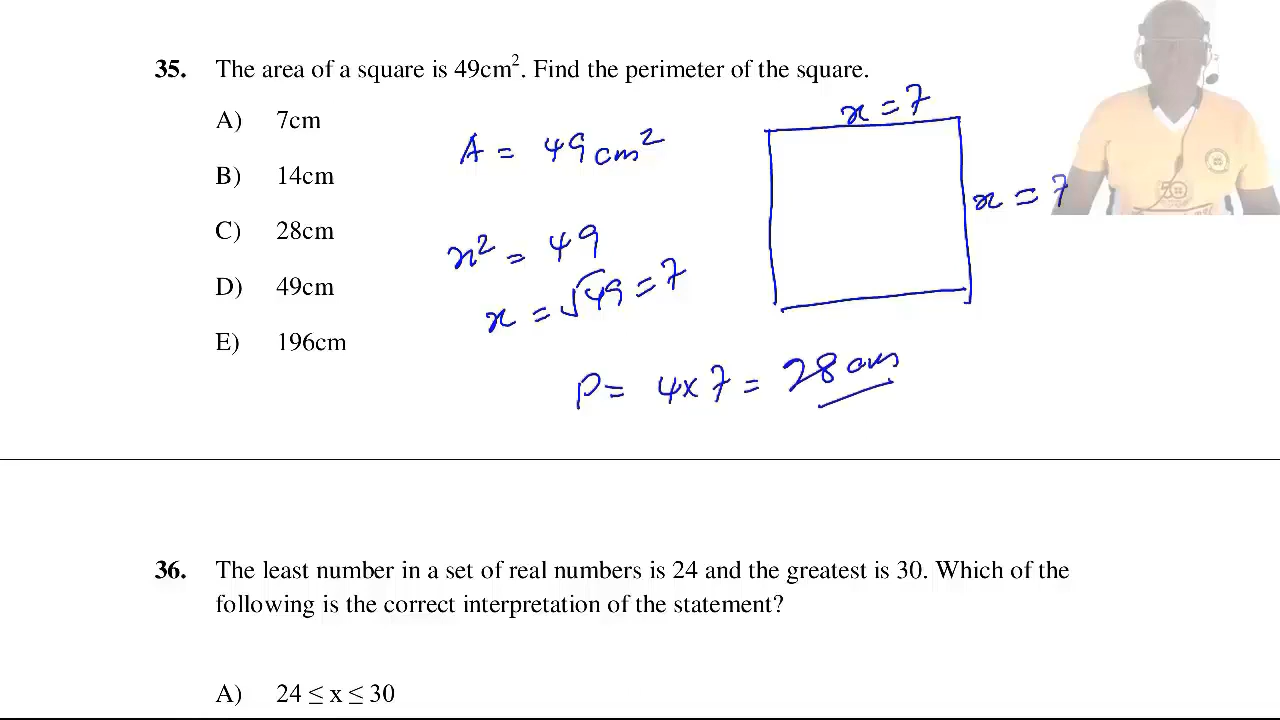 35. The area of a square is 49cm². Find the perimeter of the square.
A) 7cm
B) 14cm
C) 28cm
D) 49cm
E) 196cm
A = 49cm²
x² = 49
x = √49 = 7
x = 7
x = 7
P = 4x7 = 28cm
36. The least number in a set of real numbers is 24 and the greatest is 30. Which of the
following is the correct interpretation of the statement?
A) 24 ≤ x ≤ 30